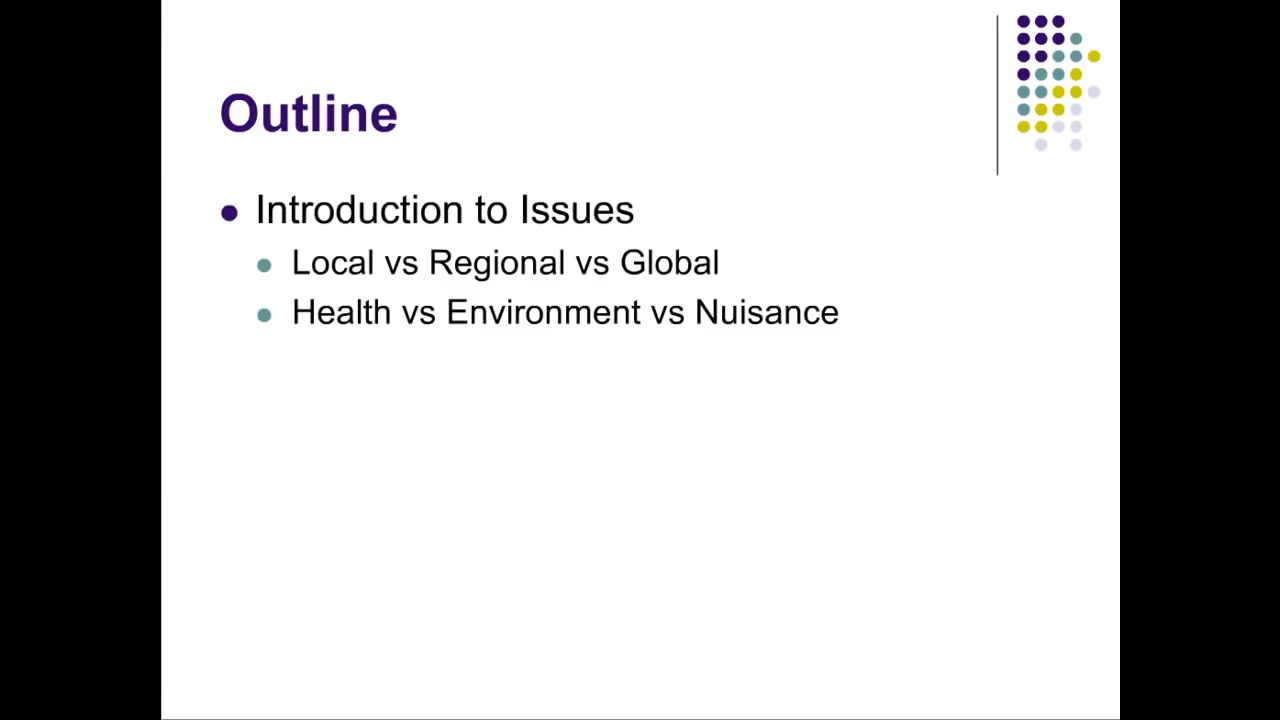 Outline
Introduction to Issues
Local vs Regional vs Global
Health vs Environment vs Nuisance